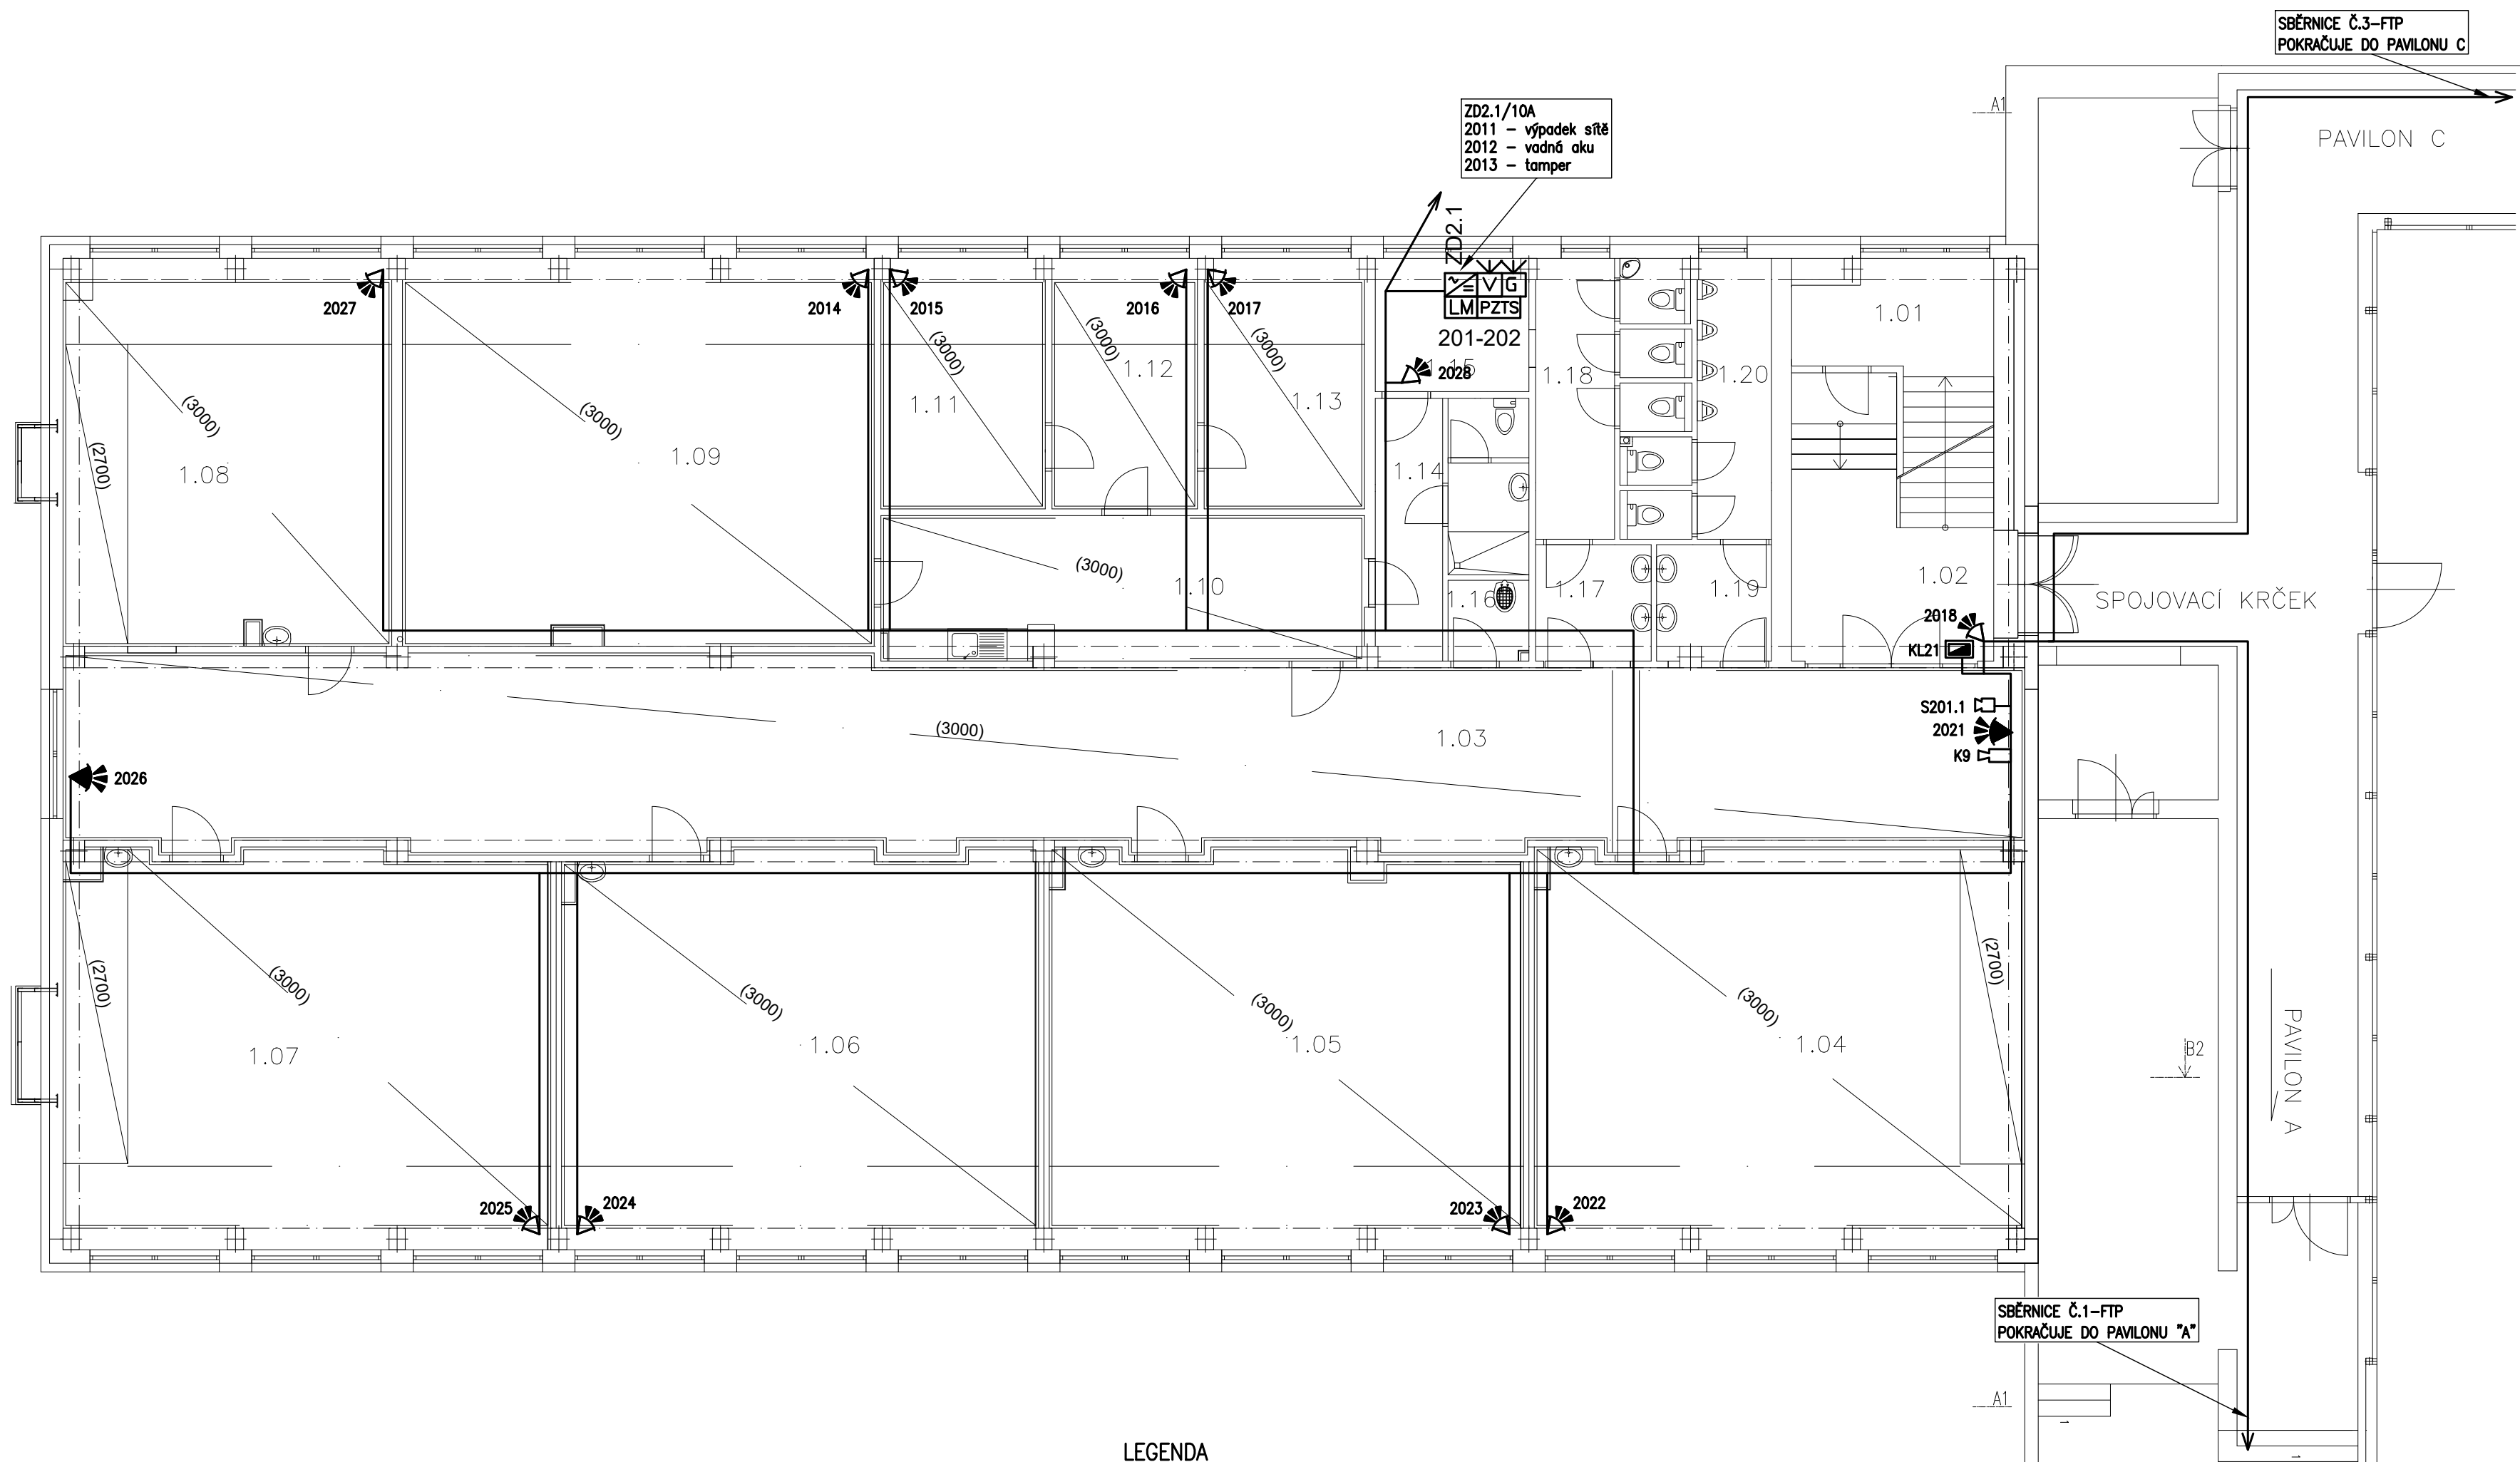 SBĚRNICE Č.3-FTP
POKRAČUJE DO PAVILONU C
A1
ZD2.1/10A
2011 - výpadek sítě
2012 - vadná aku
2013 - tamper
PAVILON C
ZD2.1
V G
LM PZTS
201-202
2027
2014
2015
2016
2017
2028
1.15
1.01
(3000)
(3000)
(3000)
(3000)
(3000)
1.11
1.12
1.13
1.18
1.20
(2700)
1.08
1.09
1.14
(3000)
1.10
1.16
1.17
1.19
1.02
SPOJOVACÍ KRČEK
2018
KL21
S201.1
2021
K9
(3000)
1.03
2026
(2700)
(3000)
(3000)
(3000)
(3000)
(2700)
1.07
1.06
1.05
1.04
B2
PAVILON A
2025
2024
2023
2022
SBĚRNICE Č.1-FTP
POKRAČUJE DO PAVILONU "A"
A1
LEGENDA